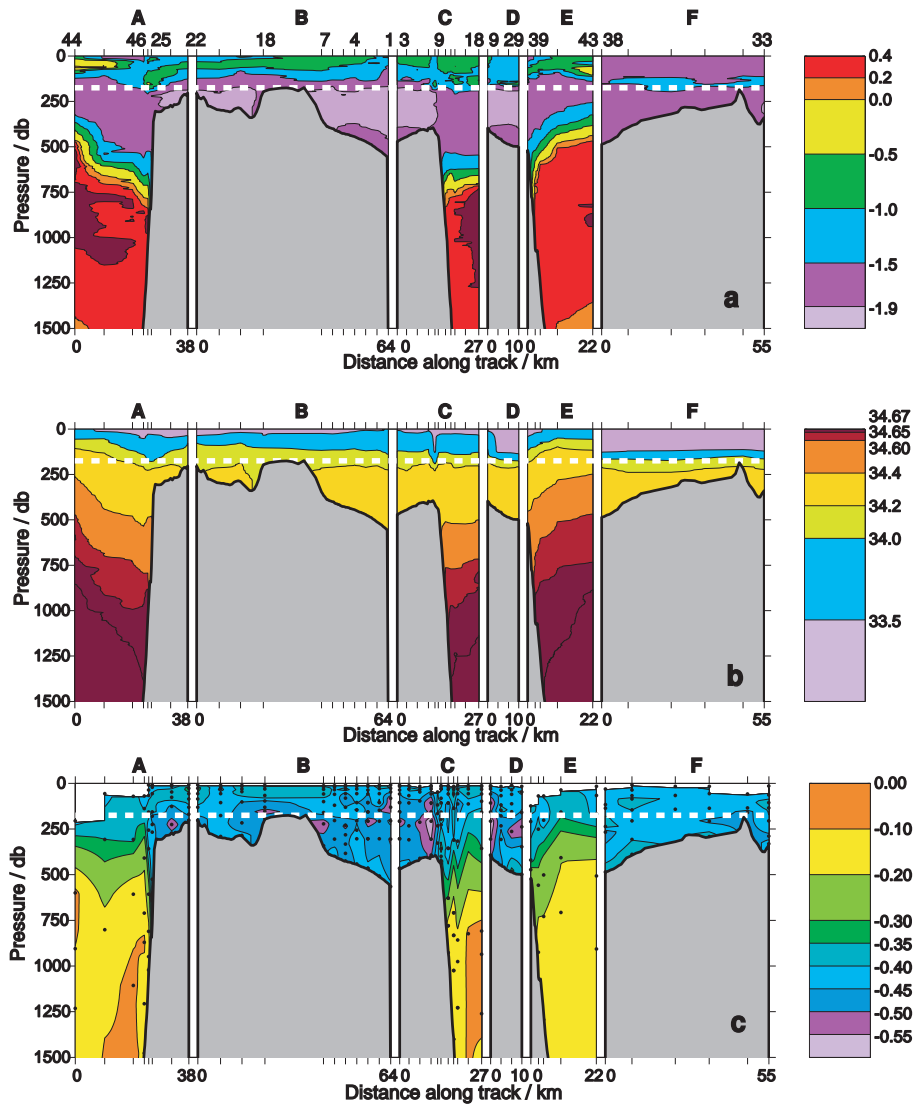 A B C D E F
44 46 25 22 18 7 4 1 3 9 18 9 29 39 43 38 33
0
250
500
750
1000
1250
1500
Pressure / db
a
0.4
0.2
0.0
-0.5
-1.0
-1.5
-1.9
0 38 0 64 0 27 0 10 0 22 0 55
Distance along track / km
A B C D E F
0
250
500
750
1000
1250
1500
Pressure / db
b
34.67
34.65
34.60
34.4
34.2
34.0
33.5
0 38 0 64 0 27 0 10 0 22 0 55
Distance along track / km
A B C D E F
0
250
500
750
1000
1250
1500
Pressure / db
c
0.00
-0.10
-0.20
-0.30
-0.35
-0.40
-0.45
-0.50
-0.55
0 38 0 64 0 27 0 10 0 22 0 55
Distance along track / km